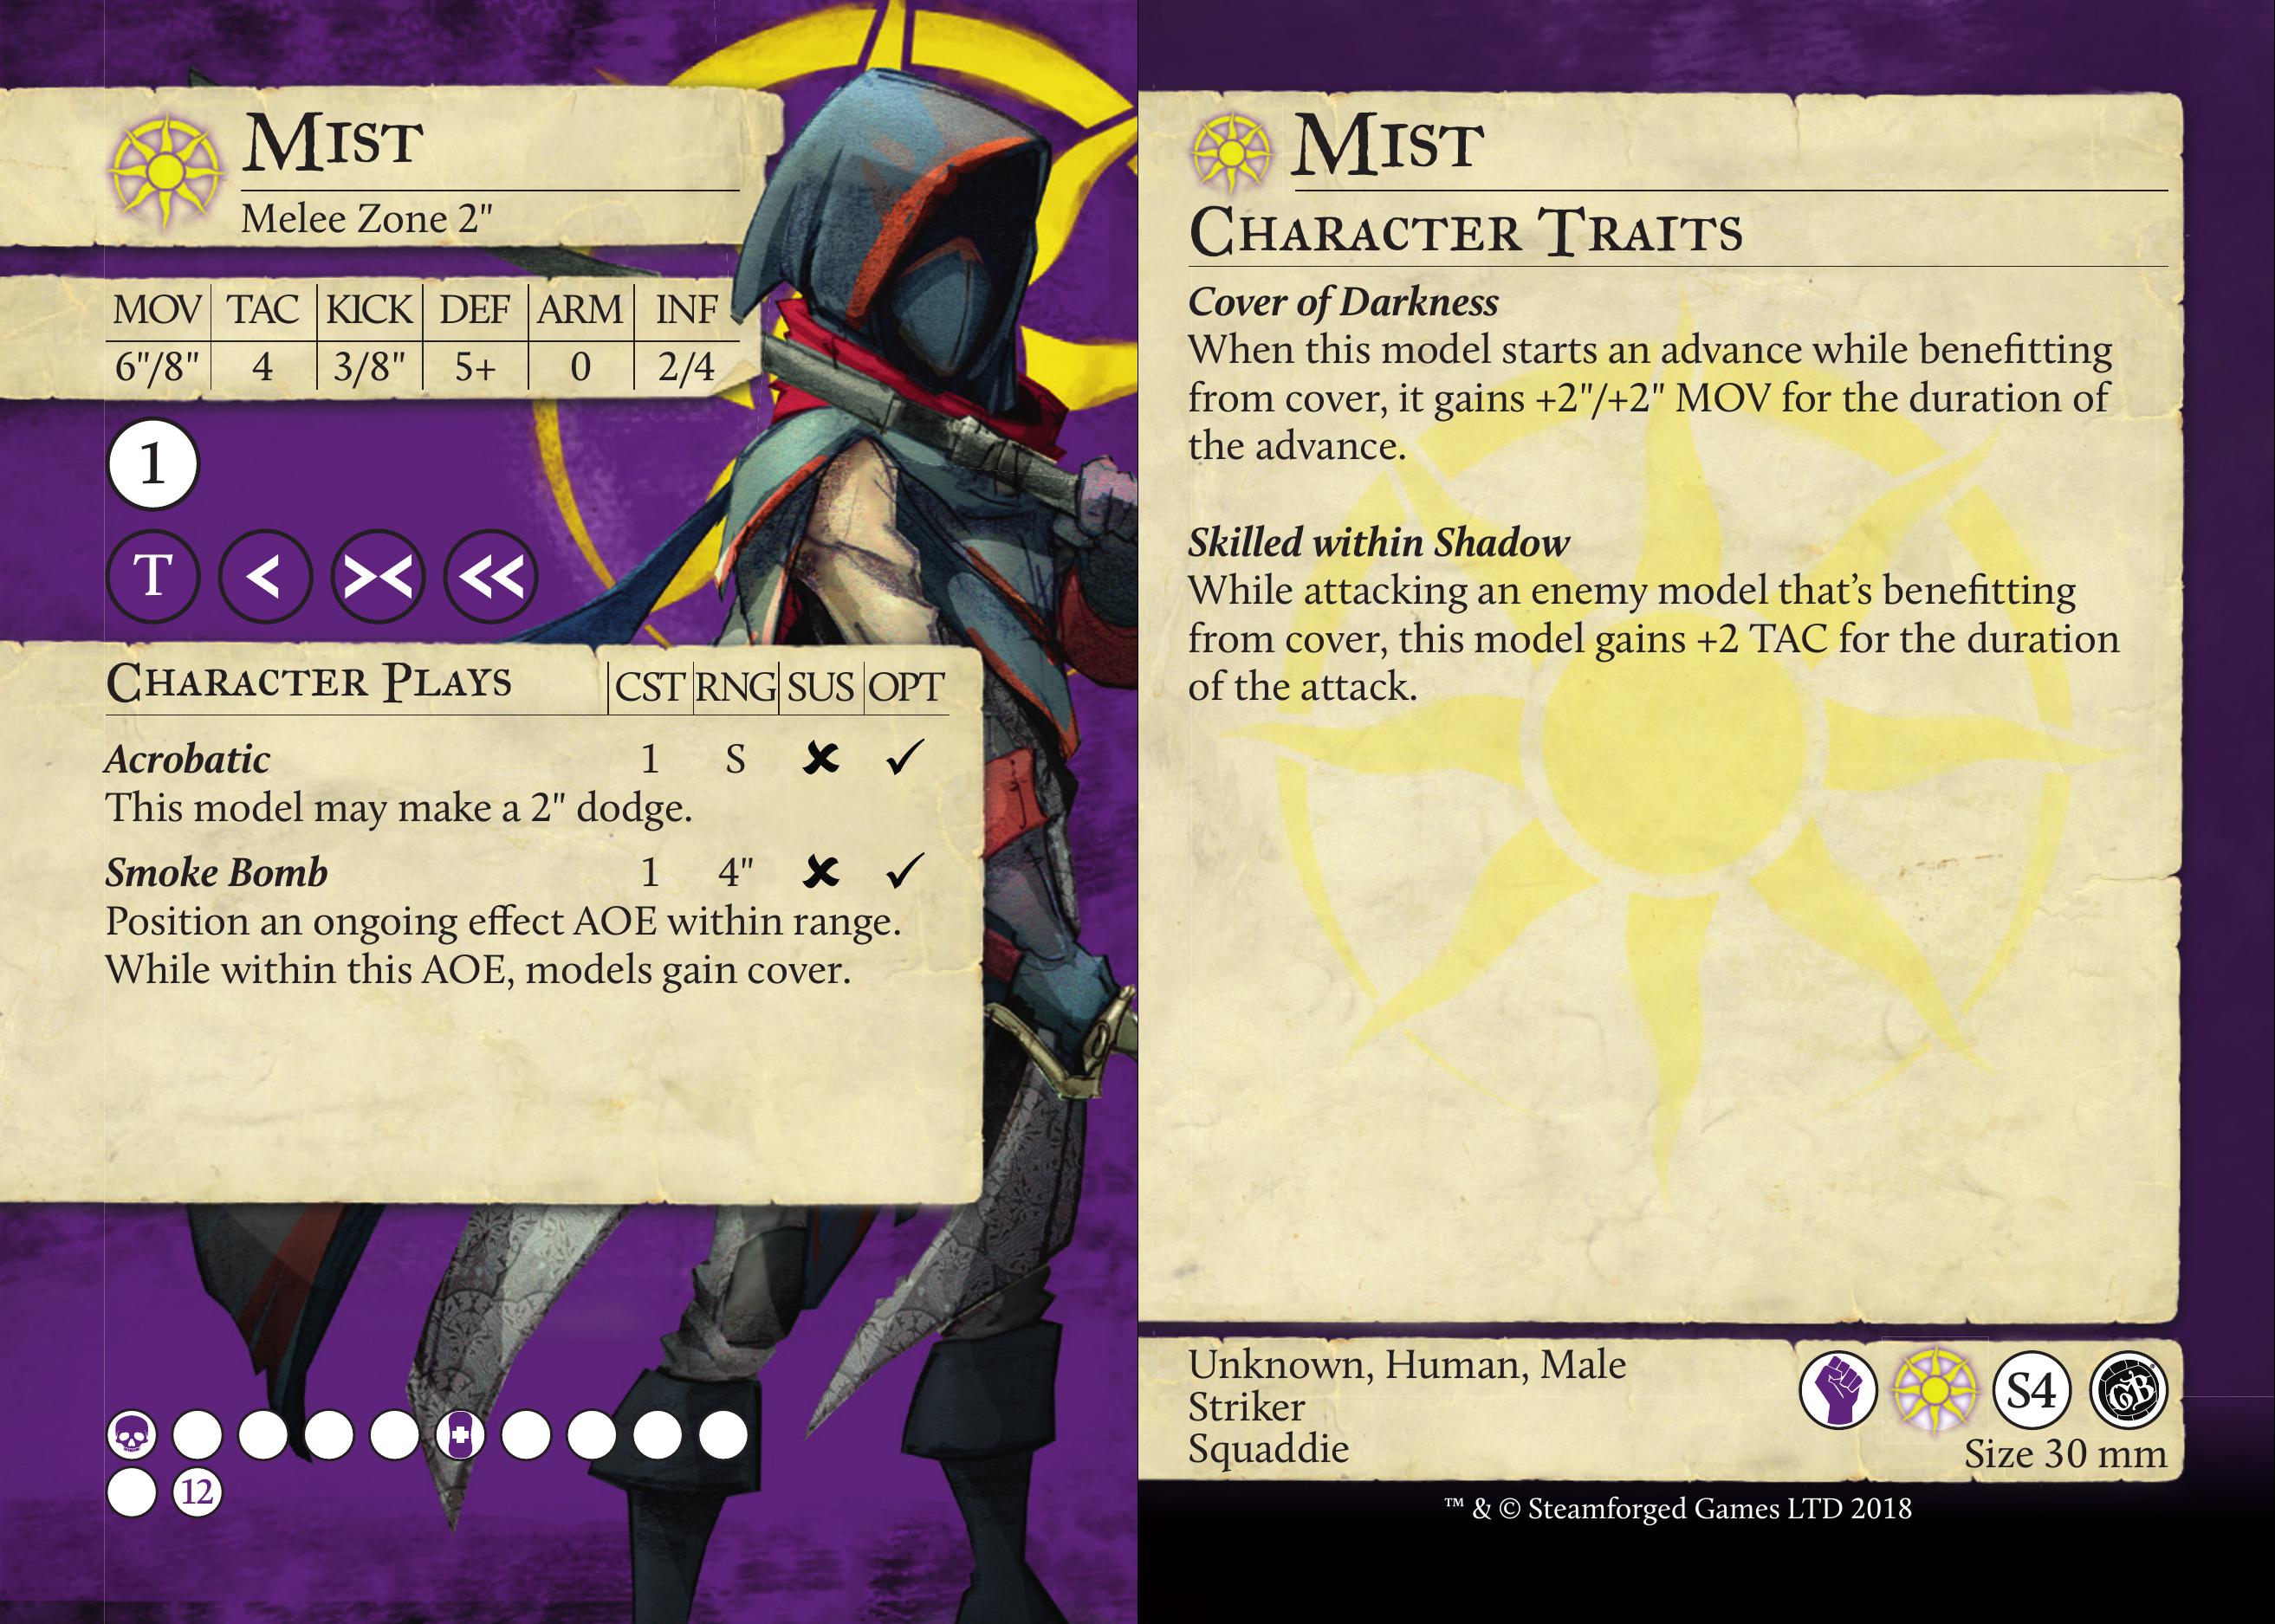 Mist
Melee Zone 2"
MOV TAC KICK DEF ARM INF
6"/8" 4 3/8" 5+ 0 2/4
1
T < >< <<
Character Plays CST RNG SUS OPT
Acrobatic 1 S ✘ ✓
This model may make a 2" dodge.
Smoke Bomb 1 4" ✘ ✓
Position an ongoing effect AOE within range.
While within this AOE, models gain cover.
12
Mist
Character Traits
Cover of Darkness
When this model starts an advance while benefitting
from cover, it gains +2"/+2" MOV for the duration of
the advance.
Skilled within Shadow
While attacking an enemy model that's benefitting
from cover, this model gains +2 TAC for the duration
of the attack.
Unknown, Human, Male
Striker
Squaddie
S4
GB
Size 30 mm
™ & © Steamforged Games LTD 2018